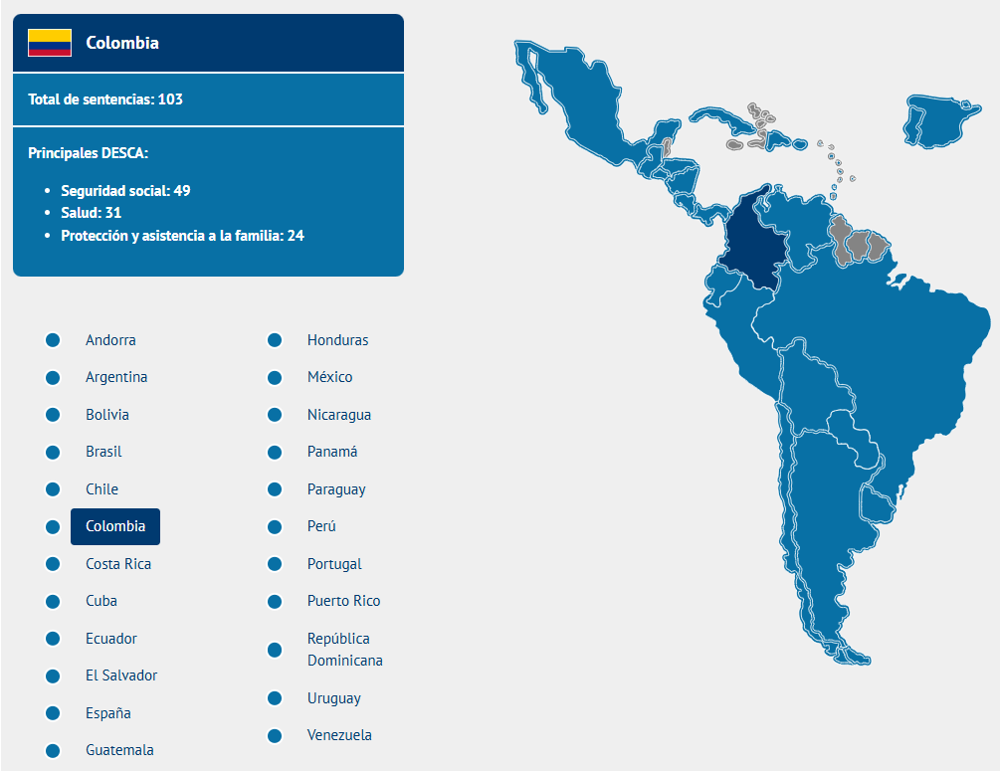 Colombia
Total de sentencias: 103
Principales DESCA:
Seguridad social: 49
Salud: 31
Protección y asistencia a la familia: 24
Andorra
Argentina
Bolivia
Brasil
Chile
Colombia
Costa Rica
Cuba
Ecuador
El Salvador
España
Guatemala
Honduras
México
Nicaragua
Panamá
Paraguay
Perú
Portugal
Puerto Rico
República
Dominicana
Uruguay
Venezuela